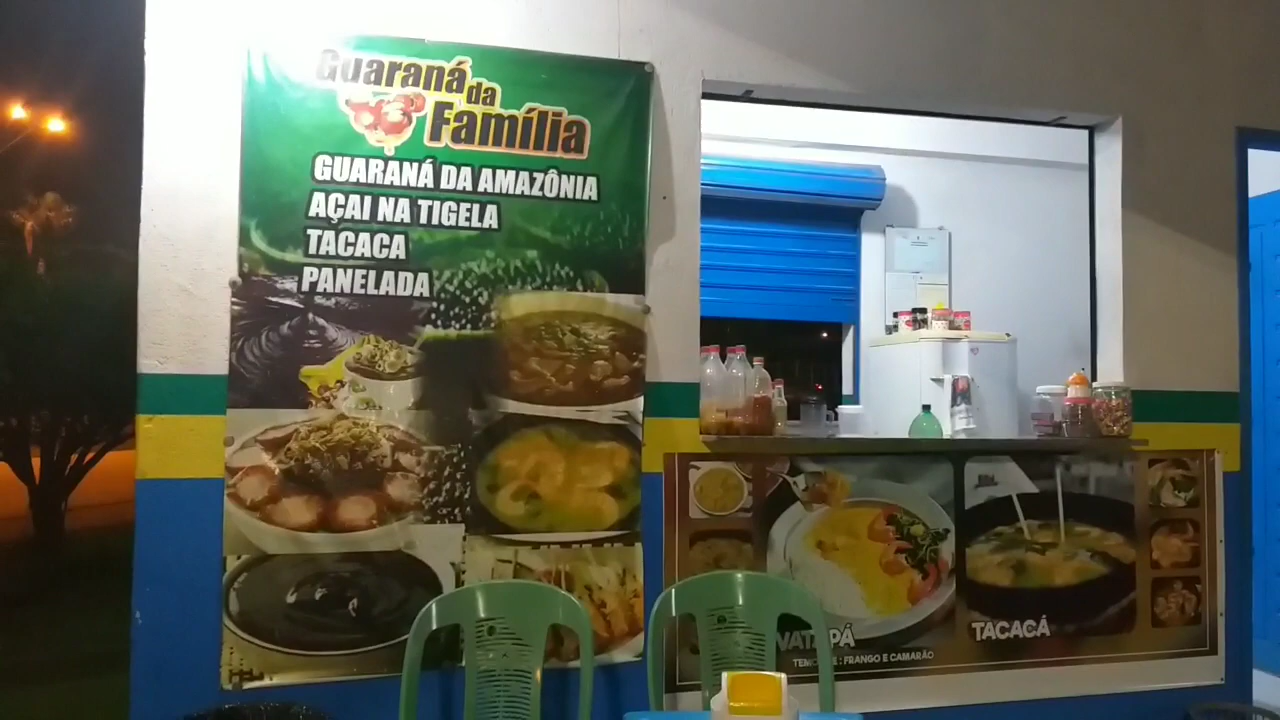 Guaraná da
Família
GUARANÁ DA AMAZÔNIA
AÇAI NA TIGELA
TACACA
PANELADA
VATAPÁ
: FRANGO E CAMARÃO
TACACÁ